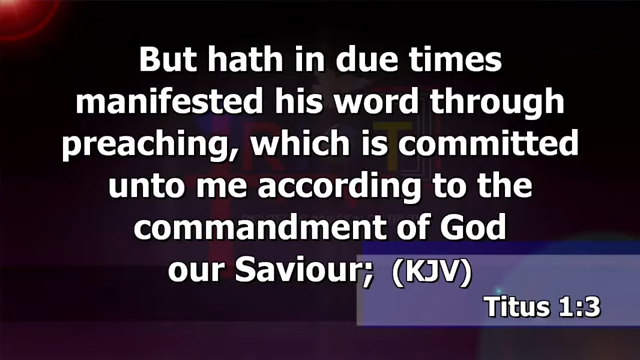 But hath in due times
manifested his word through
preaching, which is committed
unto me according to the
commandment of God
our Saviour; (KJV)
Titus 1:3